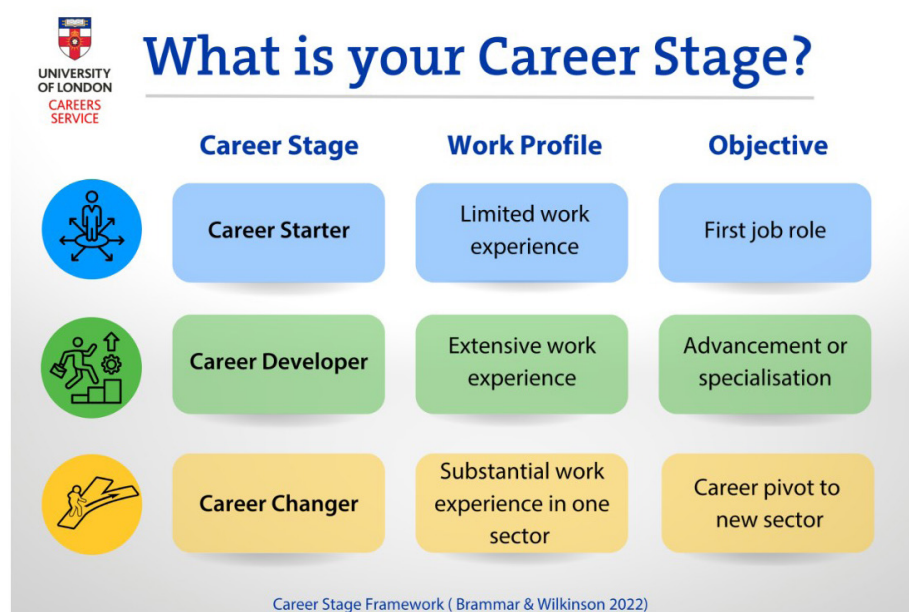 UNIVERSITY
OF LONDON
CAREERS
SERVICE
What is your Career Stage?
Career Stage
Work Profile
Objective
Career Starter
Limited work
experience
First job role
Career Developer
Extensive work
experience
Advancement or
specialisation
Career Changer
Substantial work
experience in one
sector
Career pivot to
new sector
Career Stage Framework ( Brammar & Wilkinson 2022)